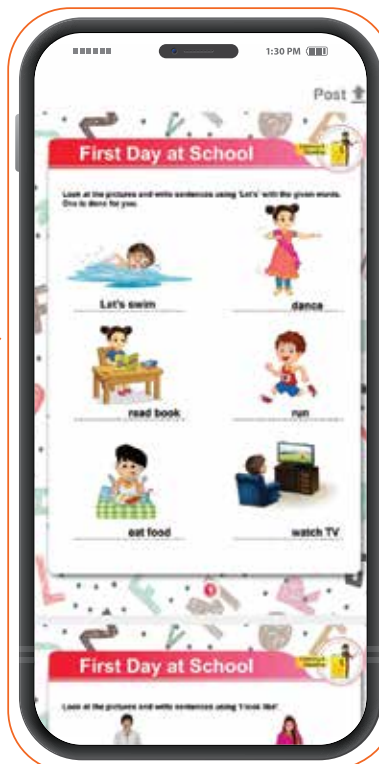 1:30 PM
Post
First Day at School
Look at the pictures and write sentences using 'Let's' with the given words.
One is done for you.
Let's swim
dance
read book
run
eat food
watch TV
First Day at School
Look at the pictures and write sentences using 'I look like'.